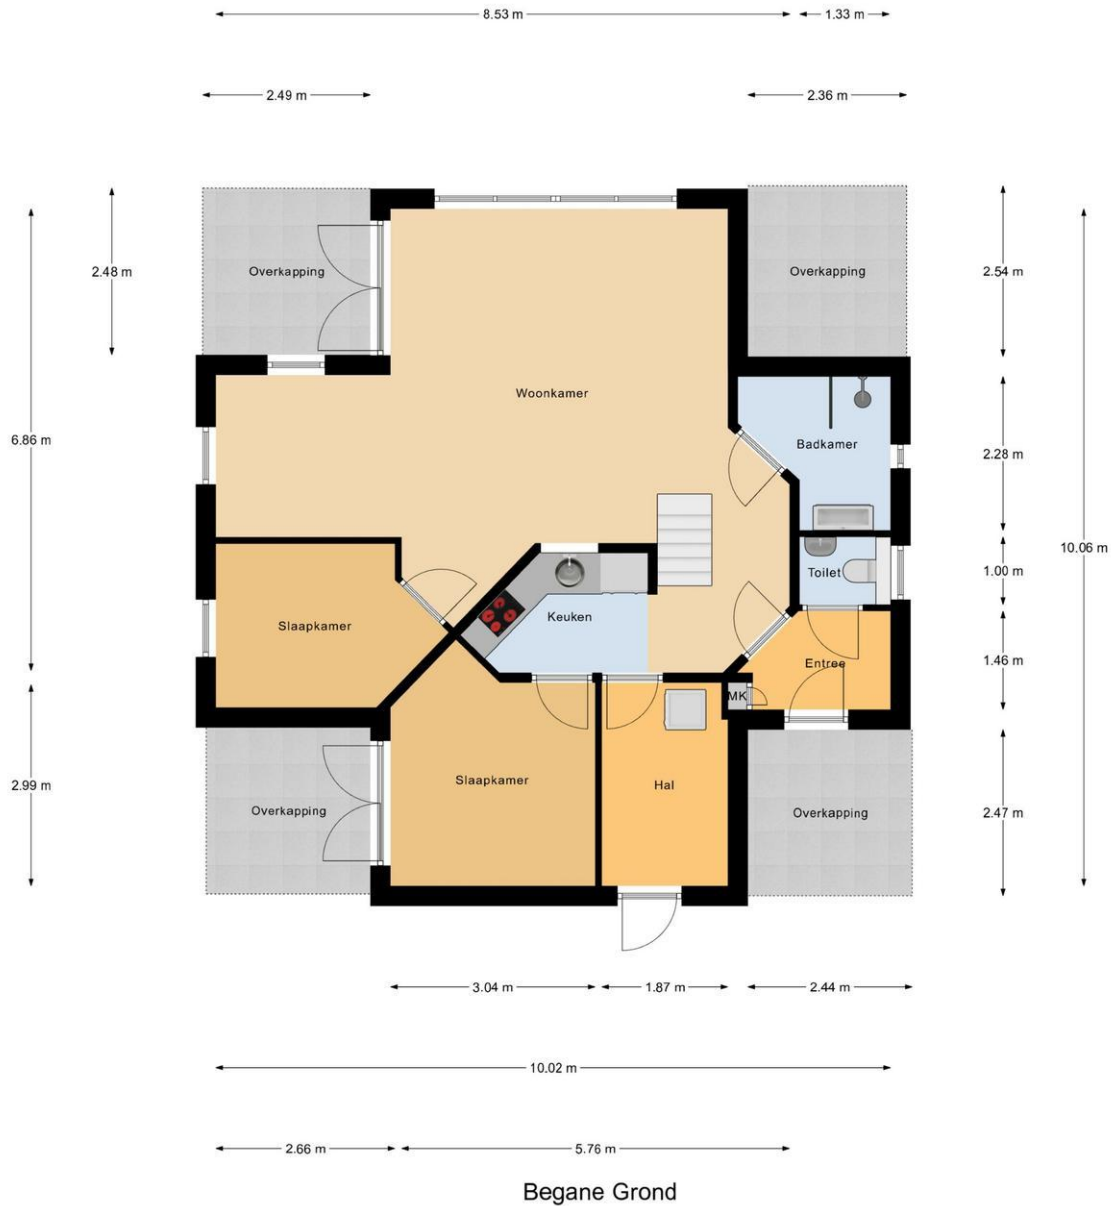 8.53 m
1.33 m
2.49 m
2.36 m
2.48 m
Overkapping
Overkapping
2.54 m
Woonkamer
6.86 m
Badkamer
2.28 m
10.06 m
Toilet
1.00 m
Keuken
Slaapkamer
Entree
1.46 m
MK
Slaapkamer
Hal
2.99 m
Overkapping
Overkapping
2.47 m
3.04 m
1.87 m
2.44 m
10.02 m
2.66 m
5.76 m
Begane Grond